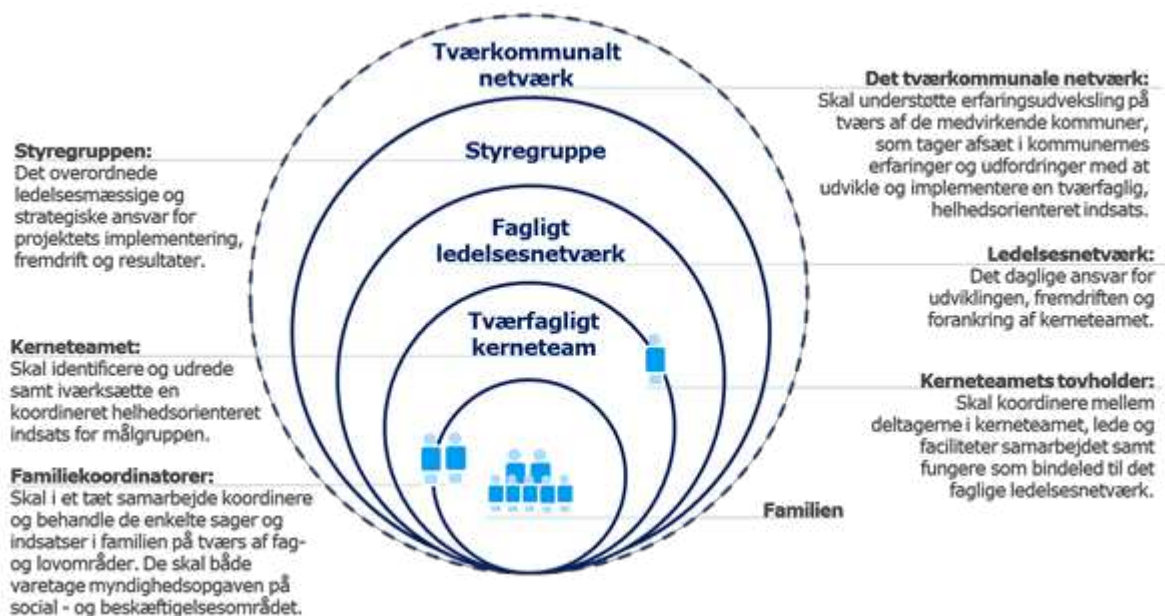 Tværkommunalt
netværk
Styregruppe
Fagligt
ledelsesnetværk
Tværfagligt
kerneteam
Styregruppen:
Det overordnede
ledelsesmæssige og
strategiske ansvar for
projektets implementering,
fremdrift og resultater.
Kerneteamet:
Skal identificere og udrede
samt iværksætte en
koordineret helhedsorienteret
indsats for målgruppen.
Familiekoordinatorer:
Skal i et tæt samarbejde koordinere
og behandle de enkelte sager og
indsatser i familien på tværs af fag-
og lovområder. De skal både
varetage myndighedsopgaven på
social - og beskæftigelsesområdet.
Det tværkommunale netværk:
Skal understøtte erfaringsudveksling på
tværs af de medvirkende kommuner,
som tager afsæt i kommunernes
erfaringer og udfordringer med at
udvikle og implementere en tværfaglig,
helhedsorienteret indsats.
Ledelsesnetværk:
Det daglige ansvar for
udviklingen, fremdriften og
forankring af kerneteamet.
Kerneteamets tovholder:
Skal koordinere mellem
deltagerne i kerneteamet, lede og
faciliteter samarbejdet samt
fungere som bindeled til det
faglige ledelsesnetværk.
Familien